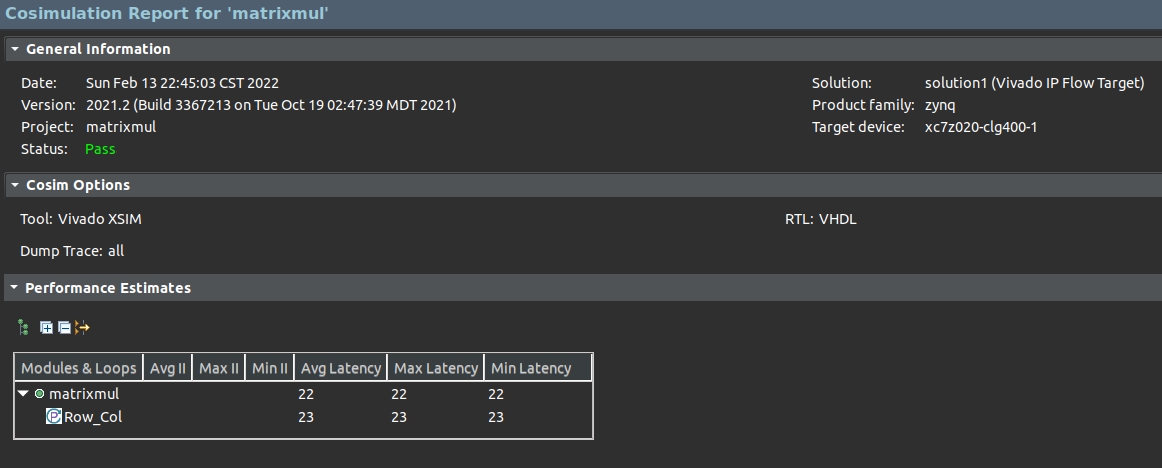 Cosimulation Report for 'matrixmul'
General Information
Date: Sun Feb 13 22:45:03 CST 2022 Solution: solution1 (Vivado IP Flow Target)
Version: 2021.2 (Build 3367213 on Tue Oct 19 02:47:39 MDT 2021) Product family: zynq
Project: matrixmul Target device: xc7z020-clg400-1
Status: Pass
Cosim Options
Tool: Vivado XSIM RTL: VHDL
Dump Trace: all
Performance Estimates
Modules & Loops Avg II Max II Min II Avg Latency Max Latency Min Latency
matrixmul 22 22 22
Row_Col 23 23 23